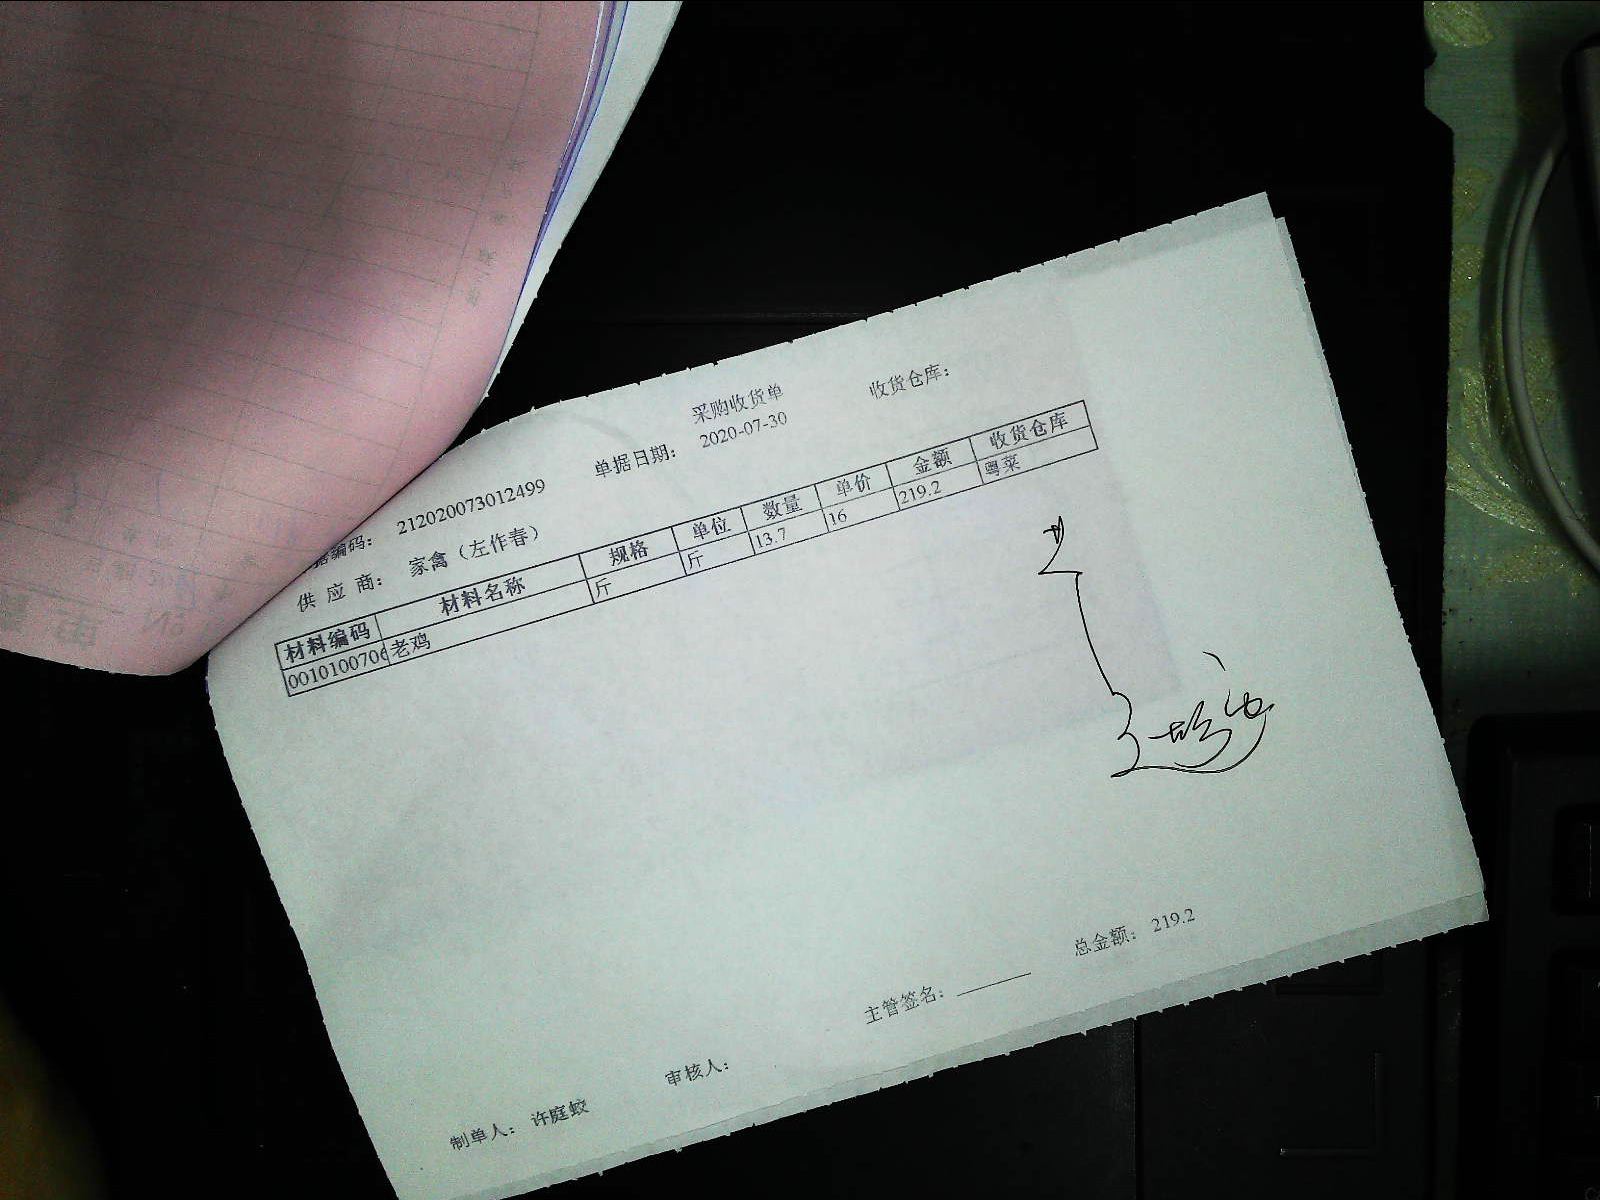 采购收货单
收货仓库：
据编码： 212020073012499 单据日期： 2020-07-30
供 应 商： 家禽（左作春）
材料编码 材料名称 规格 单位 数量 单价 金额 收货仓库
0010100706 老鸡 斤 斤 13.7 16 219.2 粤菜
主管签名： 总金额： 219.2
制单人： 许庭蛟 审核人：